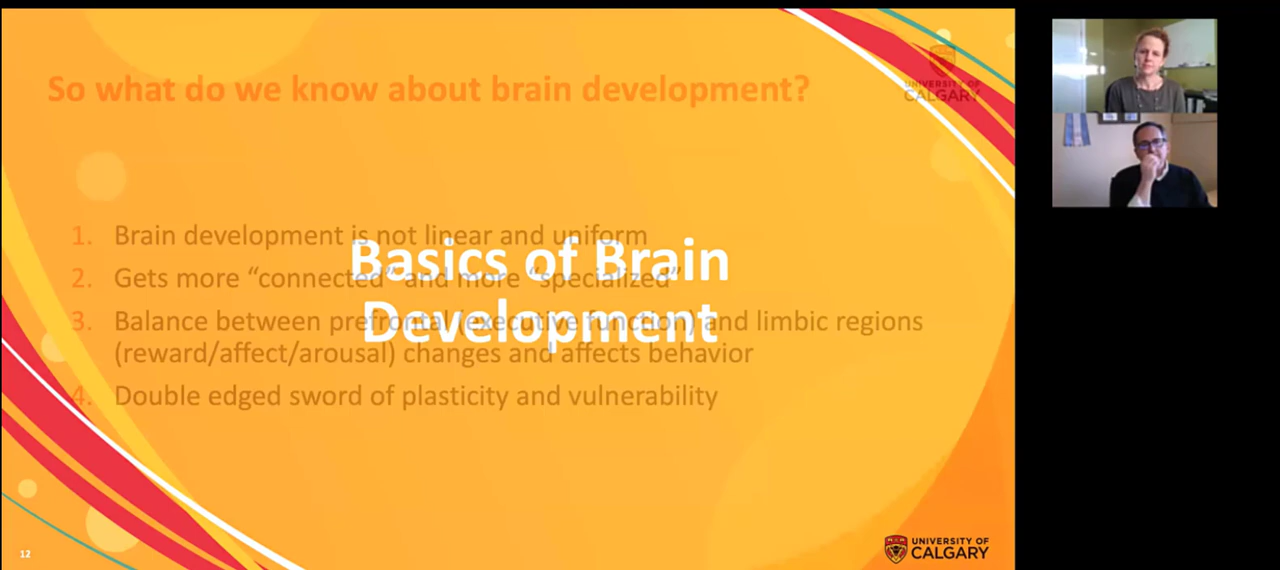 So what do we know about brain development?
UNIVERSITY OF
CALGARY
1. Brain development is not linear and uniform
2. Gets more “connected” and more “specialized”
3. Balance between prefrontal (executive function) and limbic regions
(reward/affect/arousal) changes and affects behavior
4. Double edged sword of plasticity and vulnerability
Basics of Brain
Development
12
UNIVERSITY OF
CALGARY